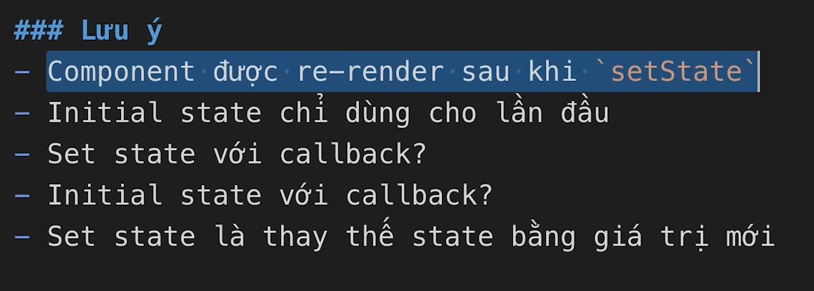 ### Lưu ý
- Component được re-render sau khi `setState`
- Initial state chỉ dùng cho lần đầu
- Set state với callback?
- Initial state với callback?
- Set state là thay thế state bằng giá trị mới